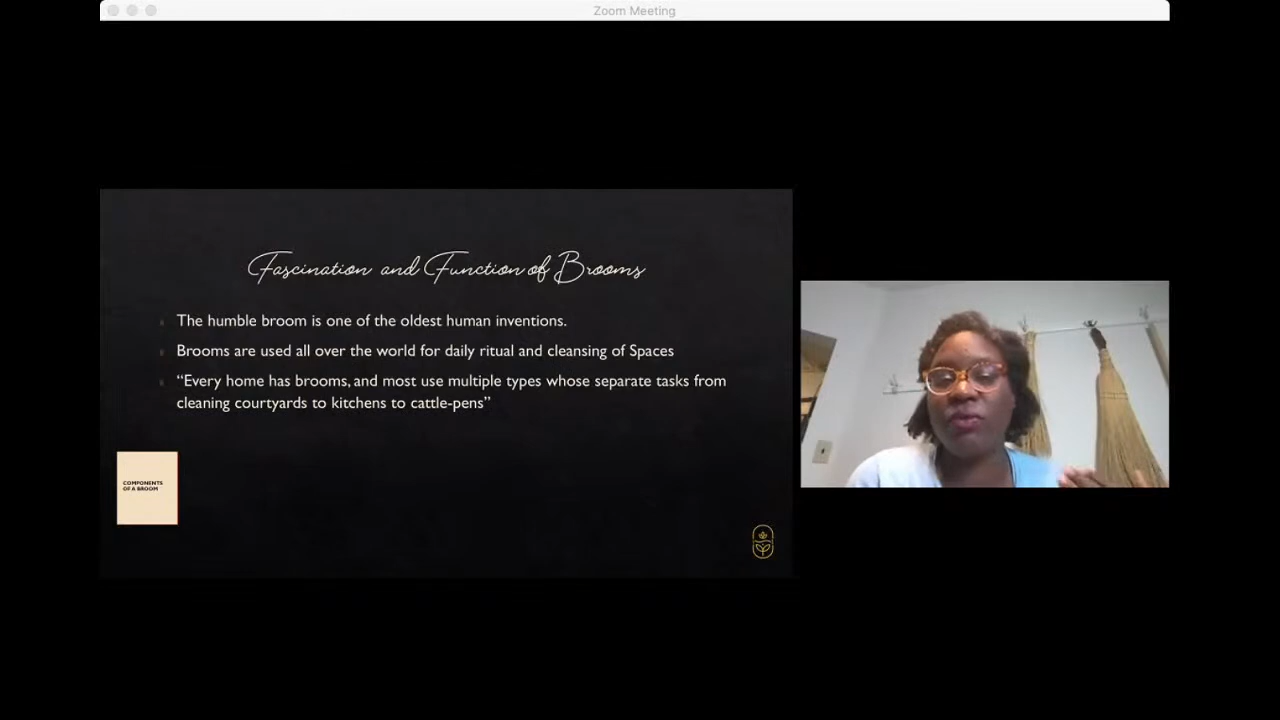 Zoom Meeting
Fascination and Function of Brooms
The humble broom is one of the oldest human inventions.
Brooms are used all over the world for daily ritual and cleansing of Spaces
“Every home has brooms, and most use multiple types whose separate tasks from
cleaning courtyards to kitchens to cattle-pens”
COMPONENTS
OF A BROOM